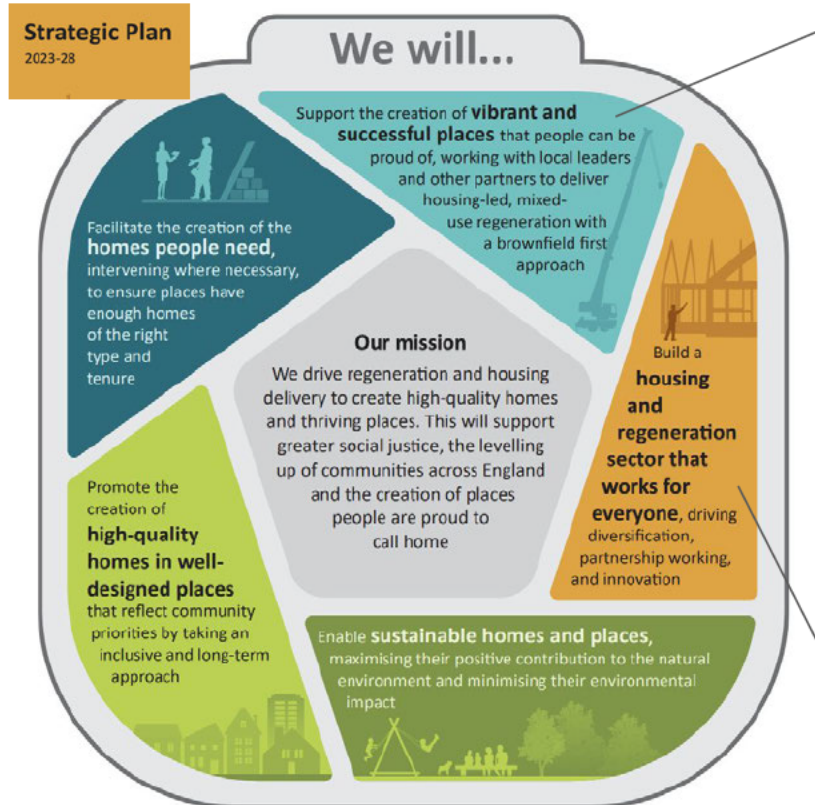 Strategic Plan
2023-28
We will...
Support the creation of vibrant and
successful places that people can be
proud of, working with local leaders
and other partners to deliver
housing-led, mixed-
use regeneration with
a brownfield first
approach
Build a
housing
and
regeneration
sector that
works for
everyone, driving
diversification,
partnership working,
and innovation
Enable sustainable homes and places,
maximising their positive contribution to the natural
environment and minimising their environmental
impact
Promote the
creation of
high-quality
homes in well-
designed places
that reflect community
priorities by taking an
inclusive and long-term
approach
Facilitate the creation of the
homes people need,
intervening where necessary,
to ensure places have
enough homes
of the right
type and
tenure
Our mission
We drive regeneration and housing
delivery to create high-quality homes
and thriving places. This will support
greater social justice, the levelling
up of communities across England
and the creation of places
people are proud to
call home